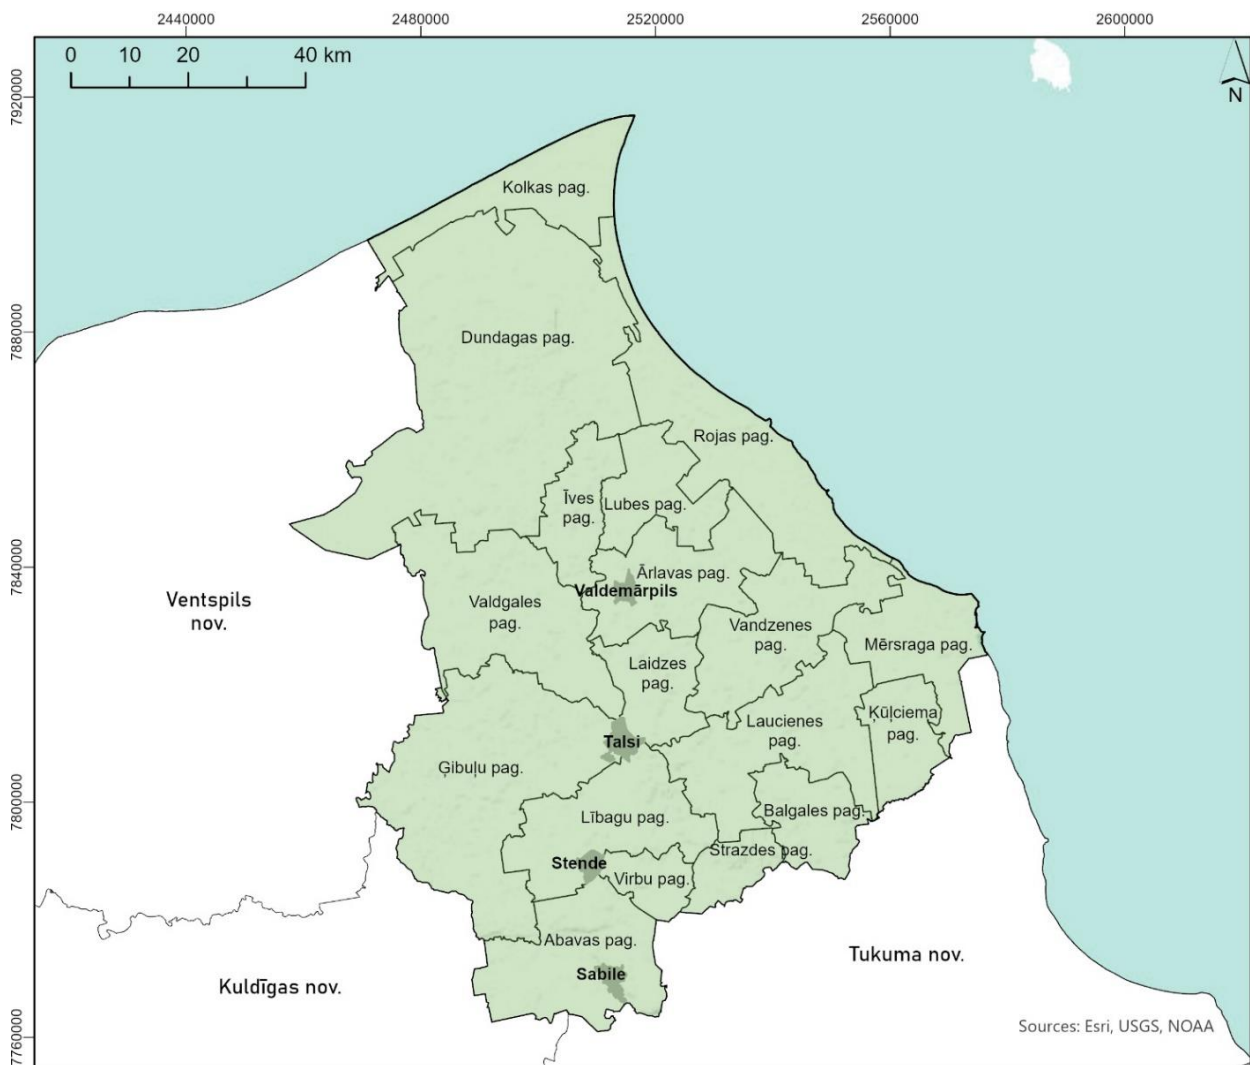 2440000 2480000 2520000 2560000 2600000
0 10 20 40 km
N
7920000
7880000
7840000
7800000
7760000
Kolkas pag.
Dundagas pag.
Rojas pag.
Īves
pag.
Lubes pag.
Ārlavas pag.
Valdemārpils
Valdgales
pag.
Vandzenes
pag.
Ventspils
nov.
Mērsraga pag.
Laidzes
pag.
Laucienes
pag.
Ķūļciema
pag.
Talsi
Ģibuļu pag.
Lībagu pag.
Balgales pag.
Strazdes pag.
Stende
Virbu pag.
Abavas pag.
Sabile
Tukuma nov.
Kuldīgas nov.
Sources: Esri, USGS, NOAA